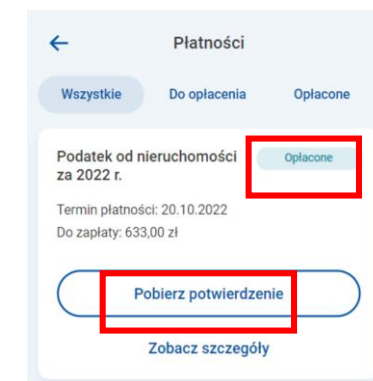 Płatności
Wszystkie Do opłacenia Opłacone
Podatek od nieruchomości Opłacone
za 2022 r.
Termin płatności: 20.10.2022
Do zapłaty: 633,00 zł
Pobierz potwierdzenie
Zobacz szczegóły